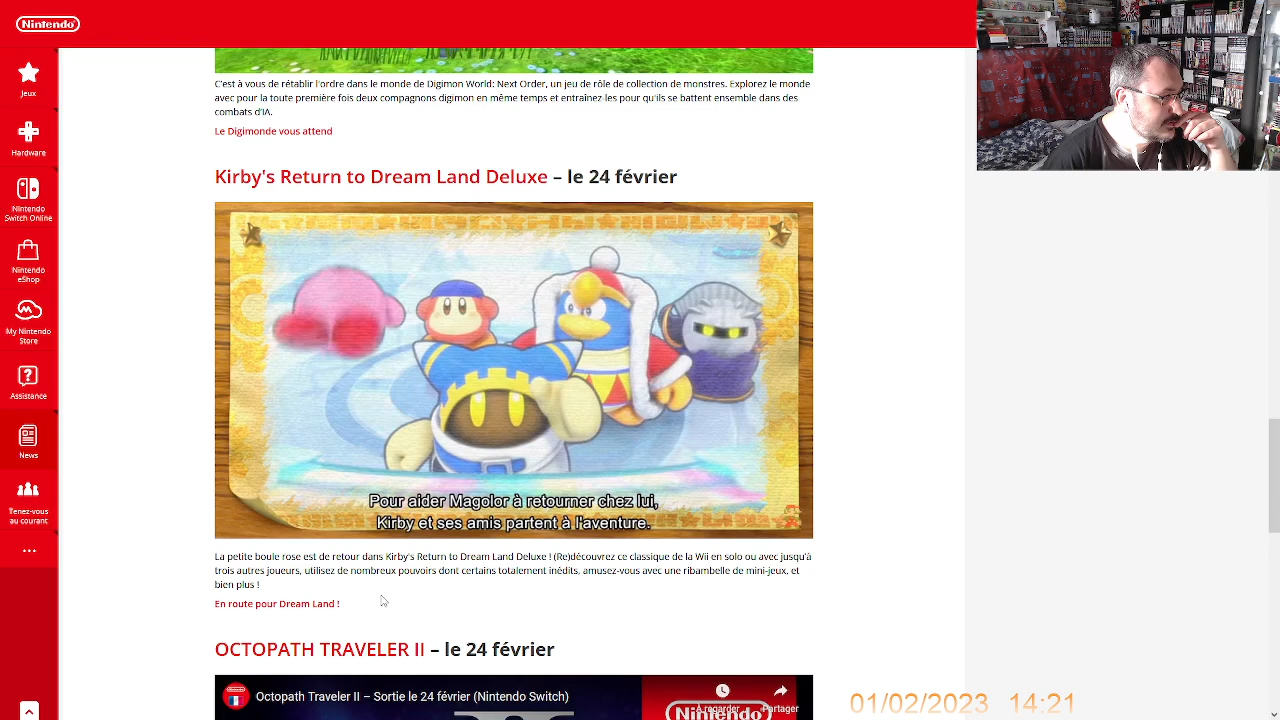 Nintendo
Jeux
Hardware
Nintendo
Switch Online
Nintendo
eShop
My Nintendo
Store
Assistance
News
Tenez-vous
au courant
C'est à vous de rétablir l'ordre dans le monde de Digimon World: Next Order, un jeu de rôle de collection de monstres. Explorez le monde
avec pour la toute première fois deux compagnons digimon en même temps et entraînez-les pour qu'ils se battent ensemble dans des
combats d'IA.
Le Digimonde vous attend
Kirby's Return to Dream Land Deluxe – le 24 février
Pour aider Magolor à retourner chez lui,
Kirby et ses amis partent à l'aventure.
La petite boule rose est de retour dans Kirby's Return to Dream Land Deluxe ! (Re)découvrez ce classique de la Wii en solo ou avec jusqu'à
trois autres joueurs, utilisez de nombreux pouvoirs dont certains totalement inédits, amusez-vous avec une ribambelle de mini-jeux, et
bien plus !
En route pour Dream Land !
OCTOPATH TRAVELER II – le 24 février
Octopath Traveler II – Sortie le 24 février (Nintendo Switch)
À regarder
Partager
Nintendo
01/02/2023 14:21